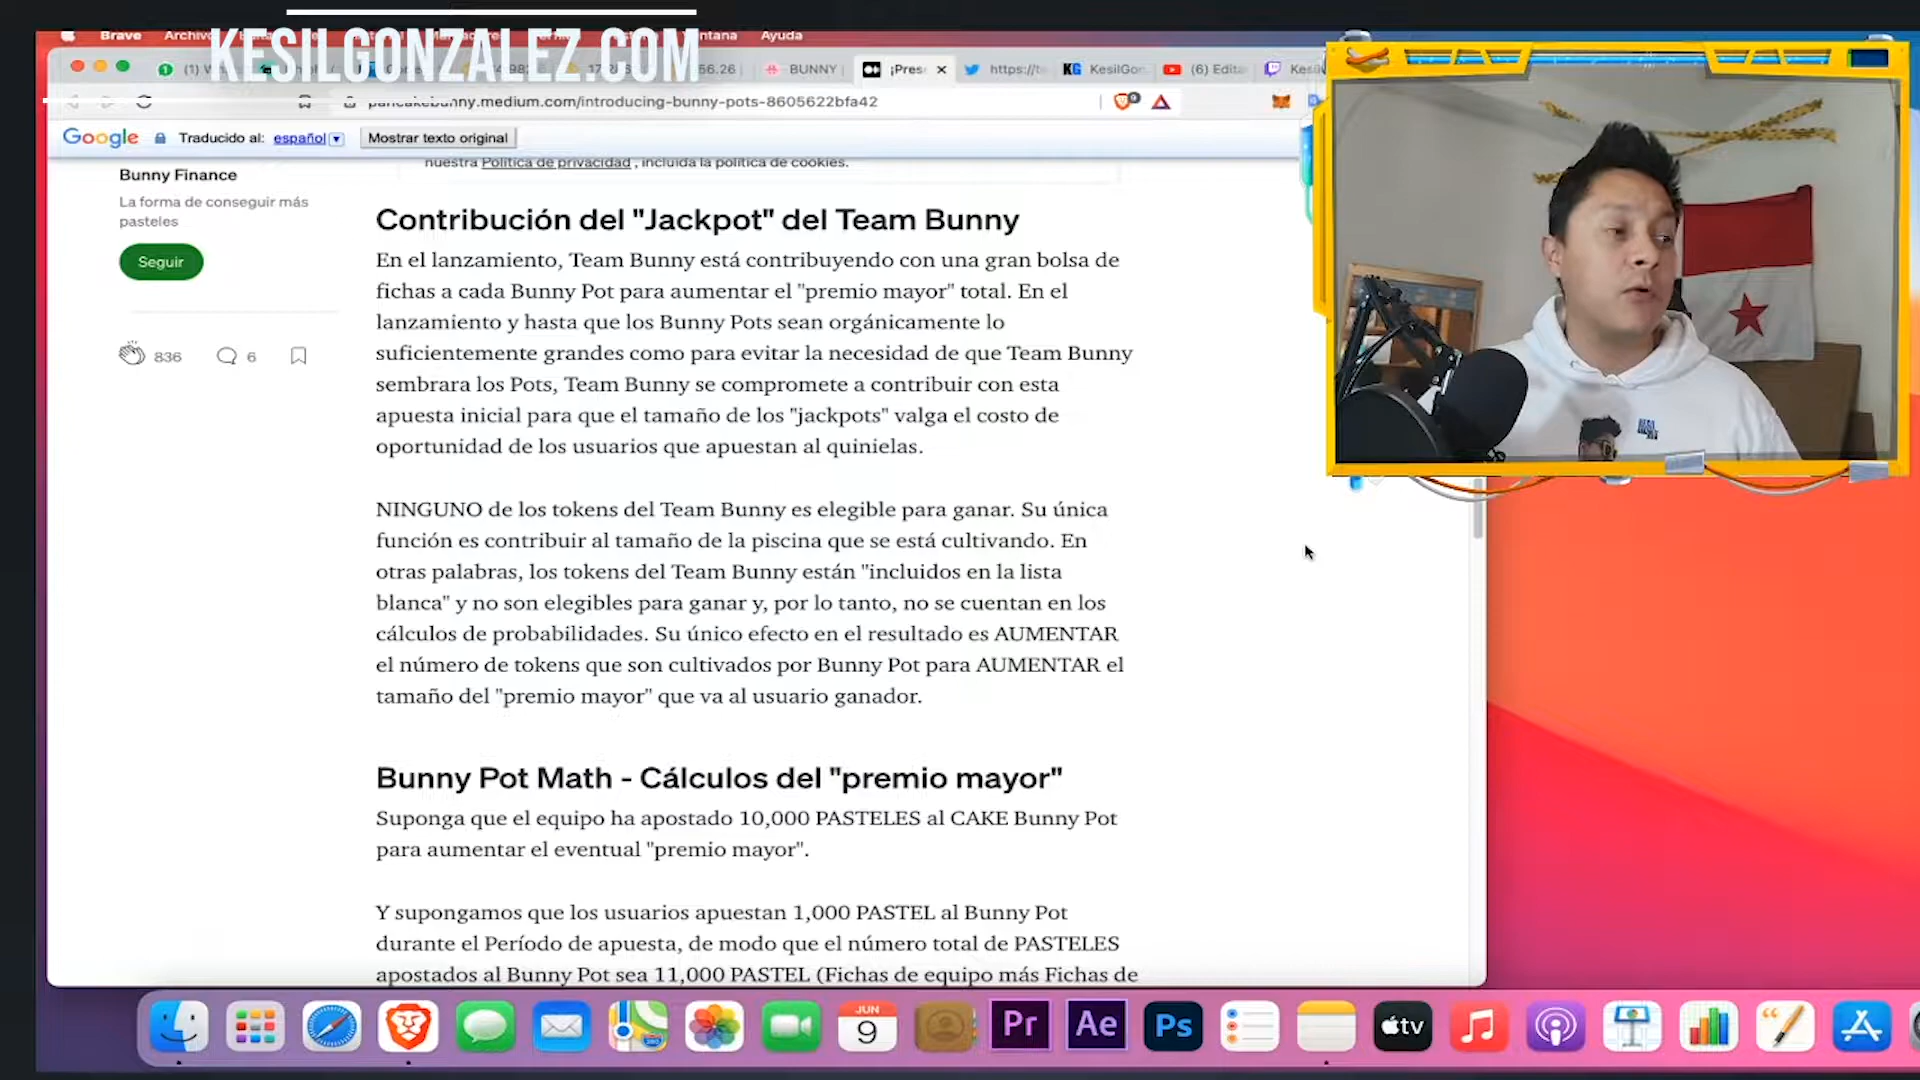 KESILGONZALEZ.COM
Brave Archivo ntana Ayuda
BUNNY ¡Pres https://t KG KesilGon (6) Edita Kesil
pancakebunny.medium.com/introducing-bunny-pots-8605622bfa42
Google Traducido al: español Mostrar texto original
nuestra Política de privacidad , incluida la política de cookies.
Bunny Finance
La forma de conseguir más
pasteles
Seguir
836 6
Contribución del "Jackpot" del Team Bunny
En el lanzamiento, Team Bunny está contribuyendo con una gran bolsa de
fichas a cada Bunny Pot para aumentar el "premio mayor" total. En el
lanzamiento y hasta que los Bunny Pots sean orgánicamente lo
suficientemente grandes como para evitar la necesidad de que Team Bunny
sembrara los Pots, Team Bunny se compromete a contribuir con esta
apuesta inicial para que el tamaño de los "jackpots" valga el costo de
oportunidad de los usuarios que apuestan al quinielas.
NINGUNO de los tokens del Team Bunny es elegible para ganar. Su única
función es contribuir al tamaño de la piscina que se está cultivando. En
otras palabras, los tokens del Team Bunny están "incluidos en la lista
blanca" y no son elegibles para ganar y, por lo tanto, no se cuentan en los
cálculos de probabilidades. Su único efecto en el resultado es AUMENTAR
el número de tokens que son cultivados por Bunny Pot para AUMENTAR el
tamaño del "premio mayor" que va al usuario ganador.
Bunny Pot Math - Cálculos del "premio mayor"
Suponga que el equipo ha apostado 10,000 PASTELES al CAKE Bunny Pot
para aumentar el eventual "premio mayor".
Y supongamos que los usuarios apuestan 1,000 PASTEL al Bunny Pot
durante el Período de apuesta, de modo que el número total de PASTELES
apostados al Bunny Pot sea 11,000 PASTEL (Fichas de equipo más Fichas de
JUN
9
Pr Ae Ps tv